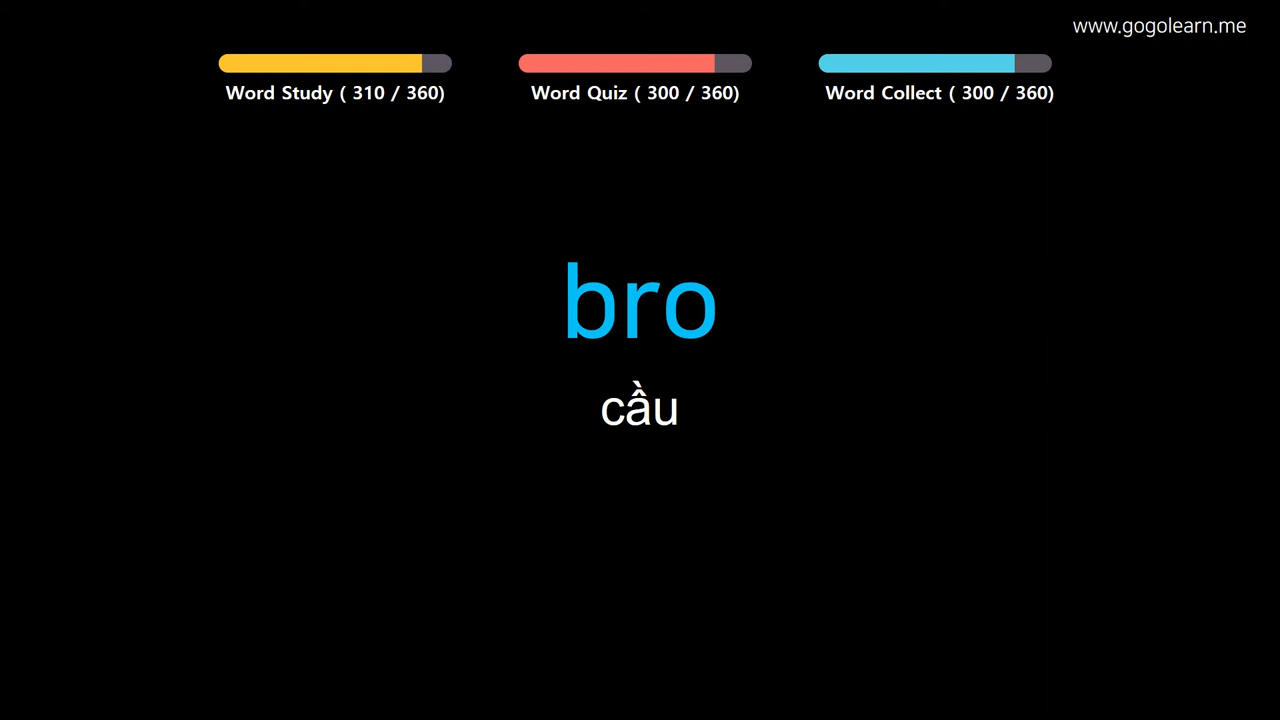 www.gogolearn.me
Word Study ( 310 / 360)
Word Quiz ( 300 / 360)
Word Collect ( 300 / 360)
bro
cầu